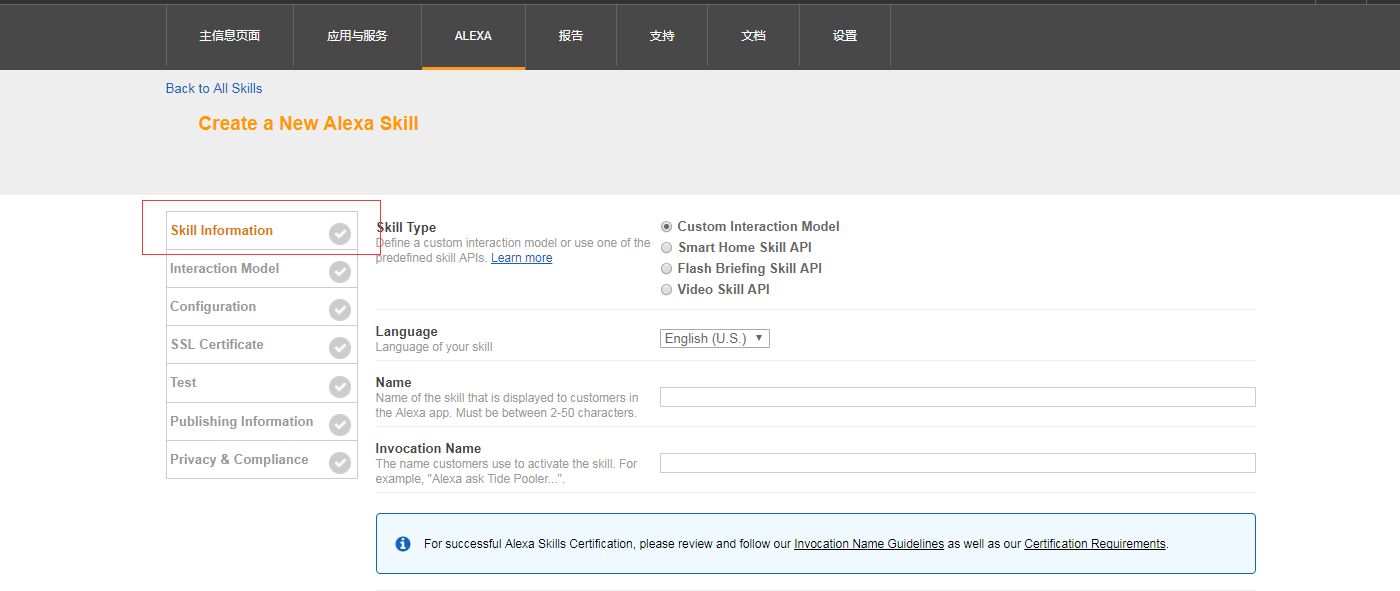 主信息页面 应用与服务 ALEXA 报告 支持 文档 设置
Back to All Skills
Create a New Alexa Skill
Skill Information
Interaction Model
Configuration
SSL Certificate
Test
Publishing Information
Privacy & Compliance
Skill Type
Define a custom interaction model or use one of the
predefined skill APIs. Learn more
Custom Interaction Model
Smart Home Skill API
Flash Briefing Skill API
Video Skill API
Language
Language of your skill
English (U.S.)
Name
Name of the skill that is displayed to customers in
the Alexa app. Must be between 2-50 characters.
Invocation Name
The name customers use to activate the skill. For
example, "Alexa ask Tide Pooler...".
For successful Alexa Skills Certification, please review and follow our Invocation Name Guidelines as well as our Certification Requirements.